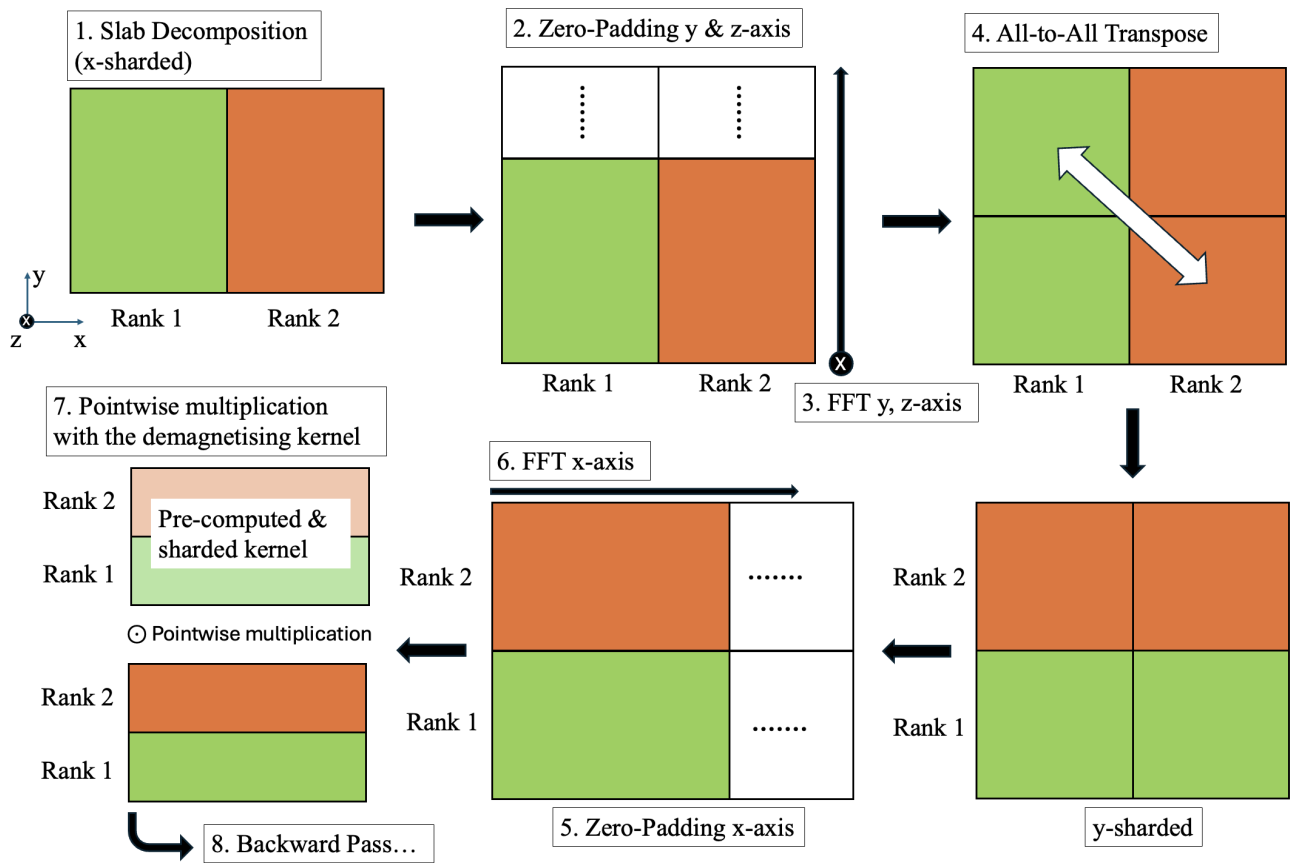 1. Slab Decomposition
(x-sharded)
Rank 1
Rank 2
y
z
x
X
2. Zero-Padding y & z-axis
Rank 1
Rank 2
X
3. FFT y, z-axis
4. All-to-All Transpose
Rank 1
Rank 2
Rank 2
Rank 1
y-sharded
6. FFT x-axis
Rank 2
.......
Rank 1
.......
5. Zero-Padding x-axis
7. Pointwise multiplication
with the demagnetising kernel
Rank 2
Rank 1
Pre-computed &
sharded kernel
⊙ Pointwise multiplication
Rank 2
Rank 1
8. Backward Pass…